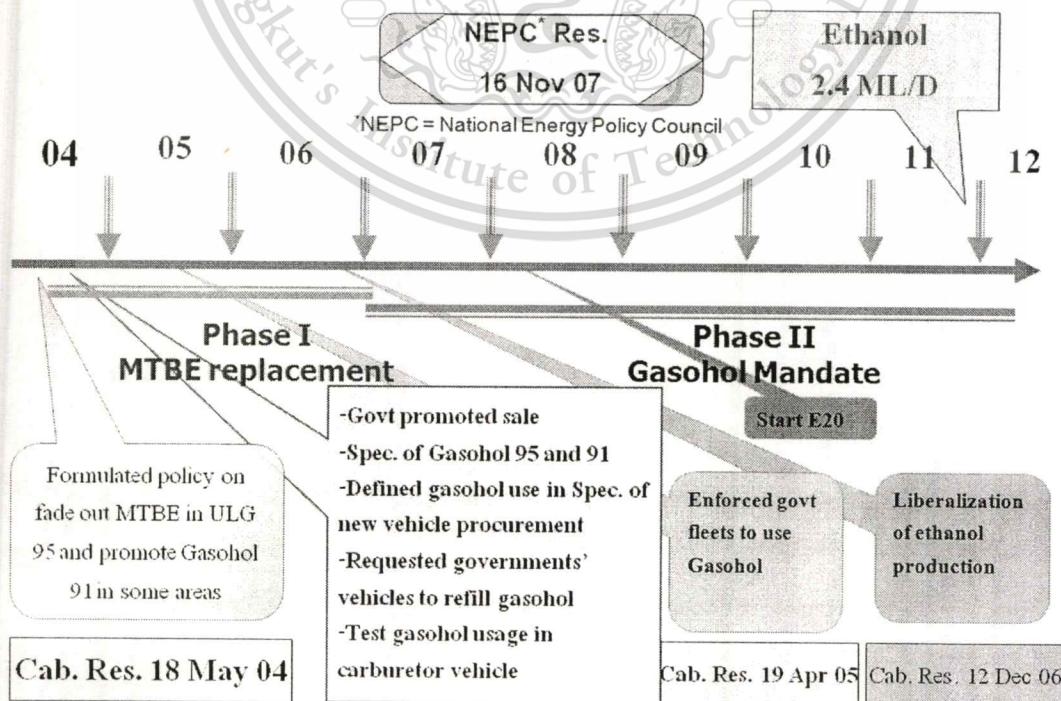 NEPC* Res.
16 Nov 07
*NEPC = National Energy Policy Council
Ethanol
2.4 ML/D
04 05 06 07 08 09 10 11 12
Phase I
MTBE replacement
Phase II
Gasohol Mandate
Start E20
Formulated policy on
fade out MTBE in ULG
95 and promote Gasohol
91 in some areas
Cab. Res. 18 May 04
-Govt promoted sale
-Spec. of Gasohol 95 and 91
-Defined gasohol use in Spec. of
new vehicle procurement
-Requested governments'
vehicles to refill gasohol
-Test gasohol usage in
carburetor vehicle
Enforced govt
fleets to use
Gasohol
Cab. Res. 19 Apr 05
Liberalization
of ethanol
production
Cab. Res. 12 Dec 06
gkut's Institute of Technology